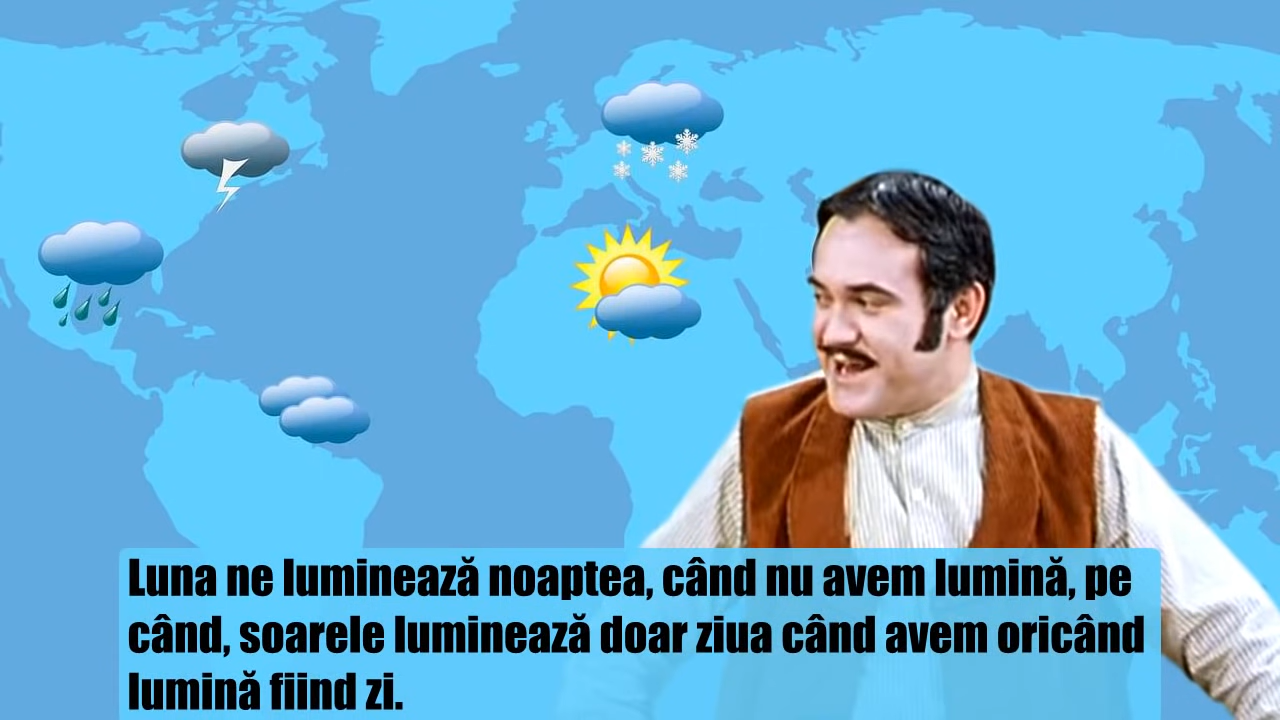 Luna ne luminează noaptea, când nu avem lumină, pe
când, soarele luminează doar ziua când avem oricând
lumină fiind zi.